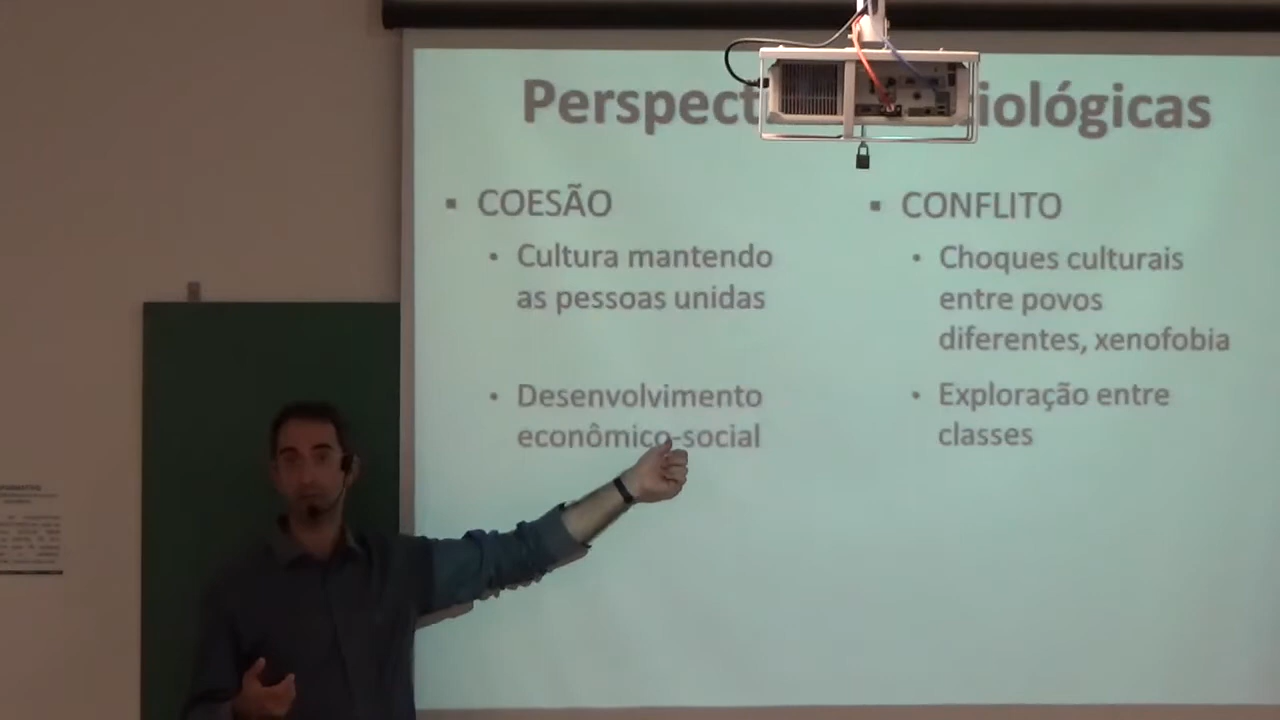 Perspect iológicas
COESÃO
Cultura mantendo
as pessoas unidas
Desenvolvimento
econômico-social
CONFLITO
Choques culturais
entre povos
diferentes, xenofobia
Exploração entre
classes